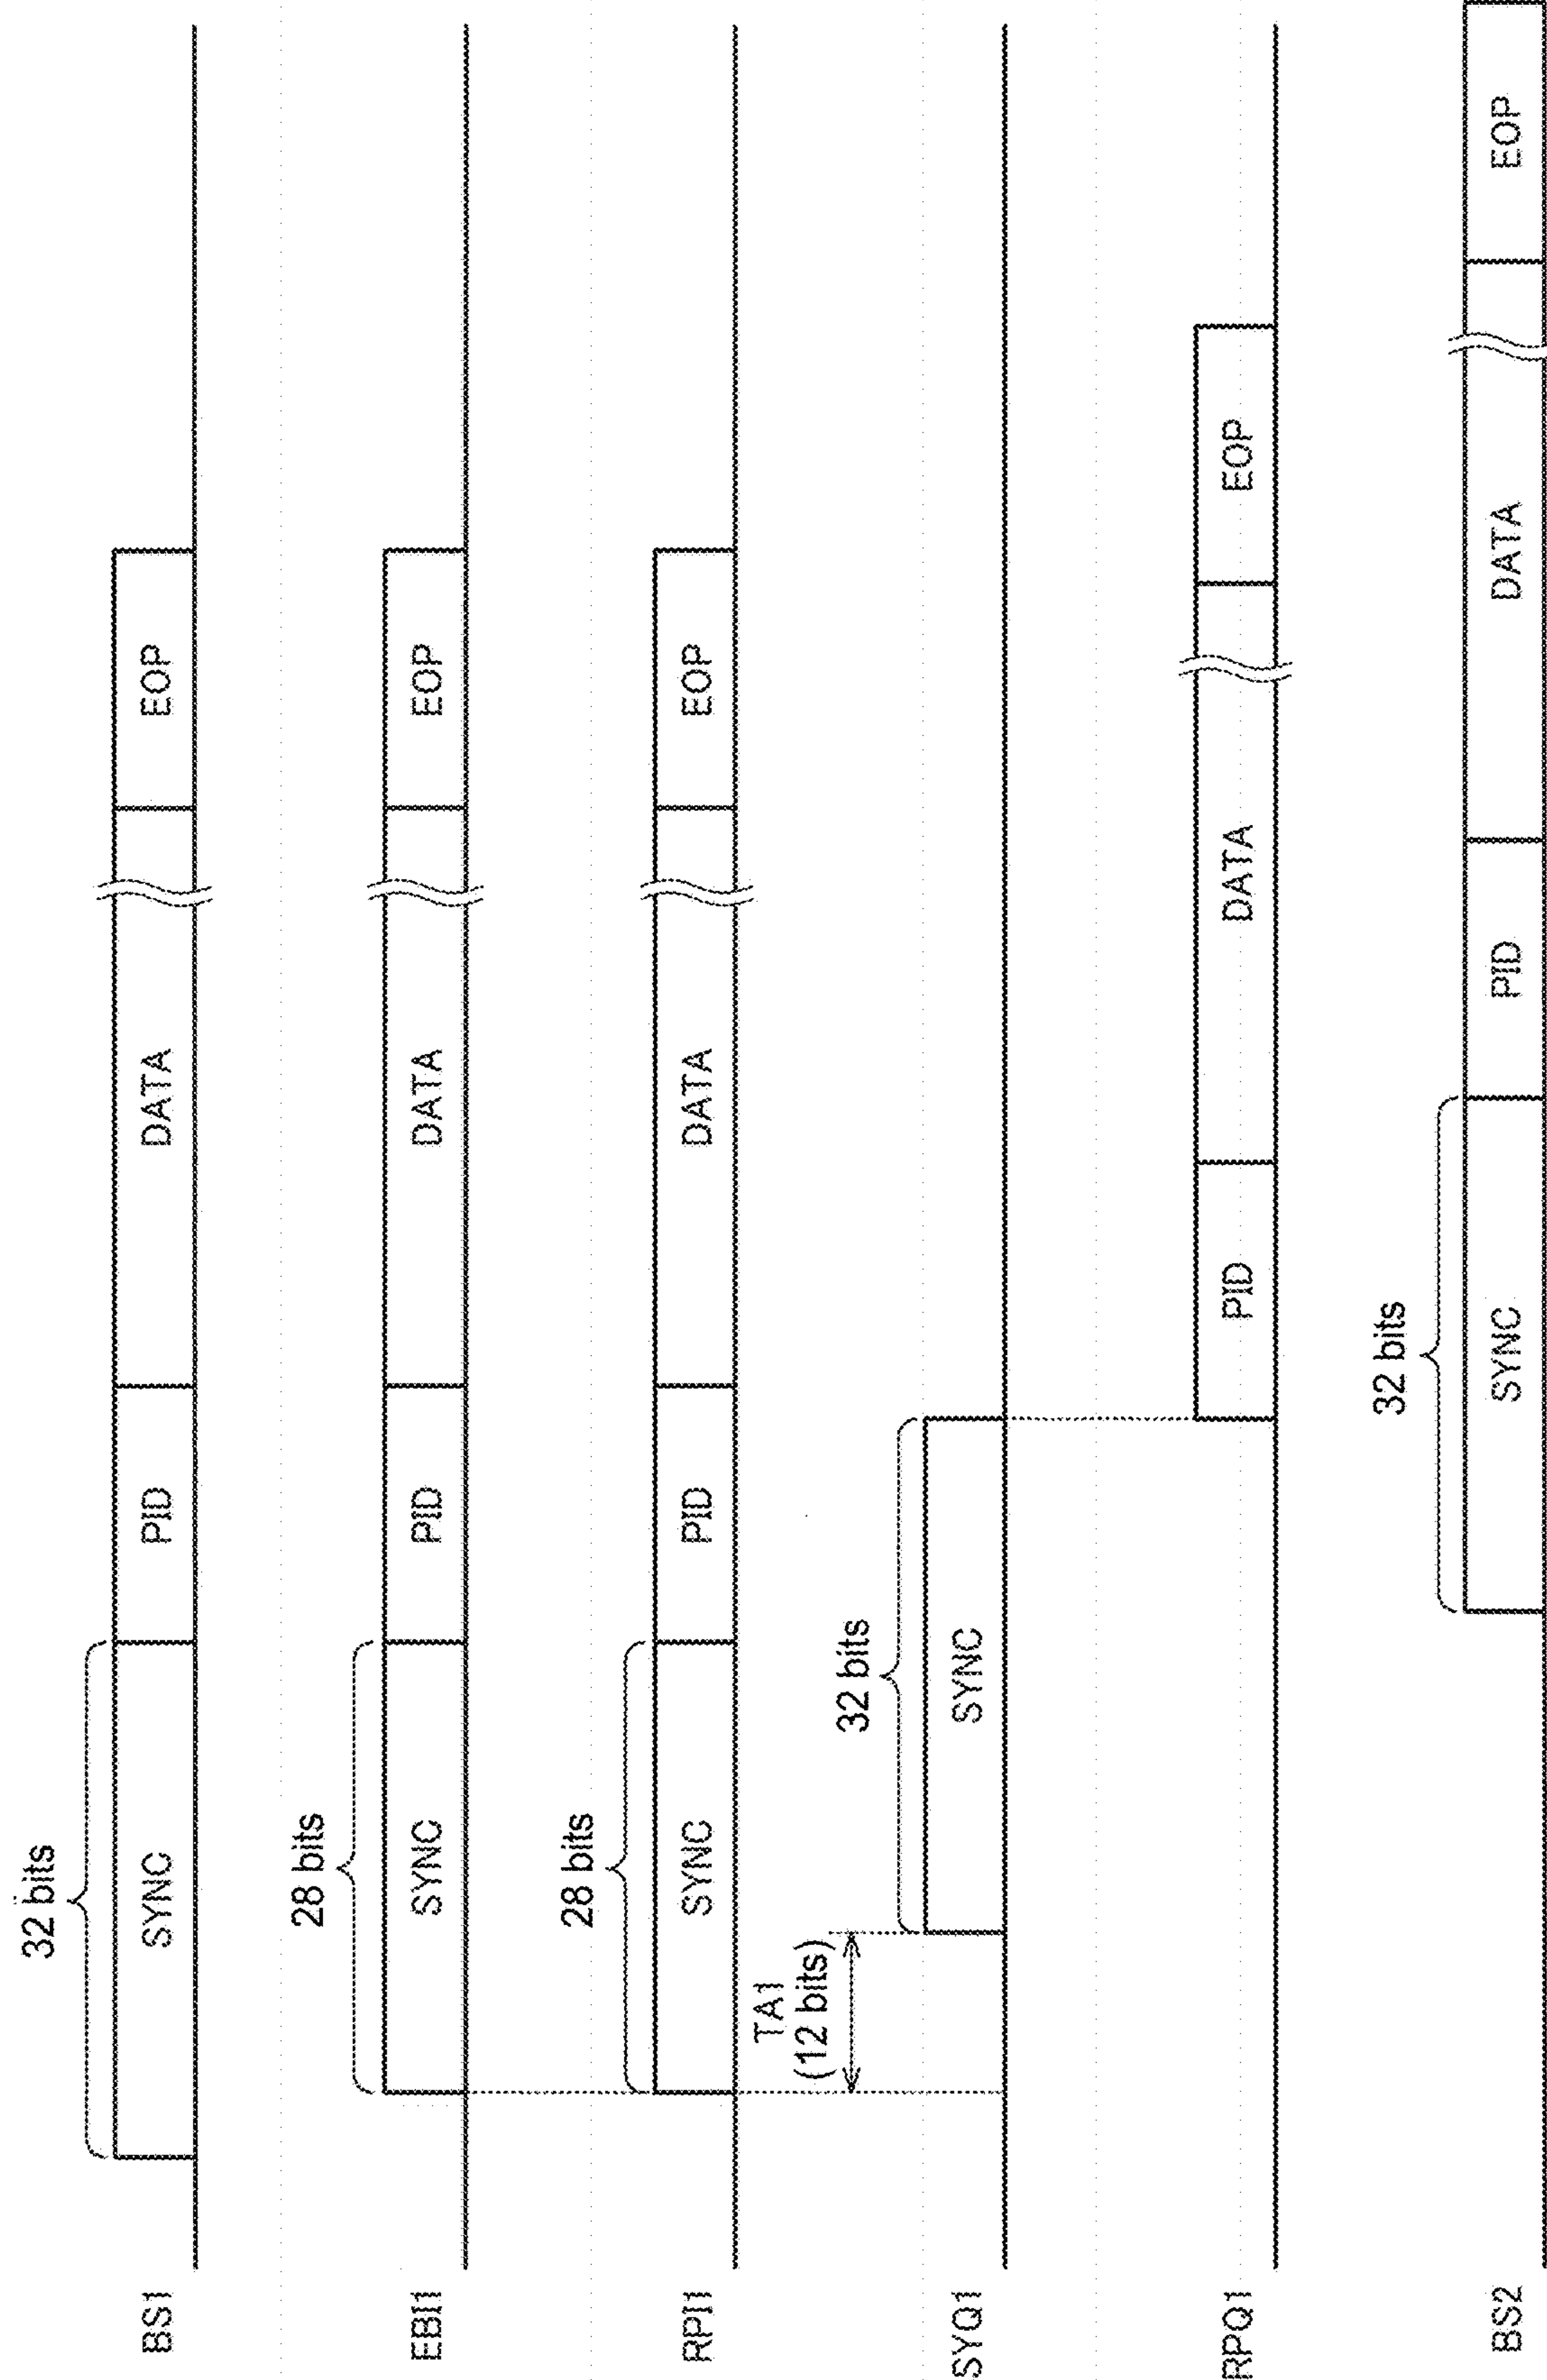 BS1
32 bits
SYNC
PID
DATA
EOP
EBI1
28 bits
SYNC
PID
DATA
EOP
RPI1
28 bits
SYNC
PID
DATA
EOP
SYQ1
TA1
(12 bits)
32 bits
SYNC
RPQ1
PID
DATA
EOP
BS2
32 bits
SYNC
PID
DATA
EOP